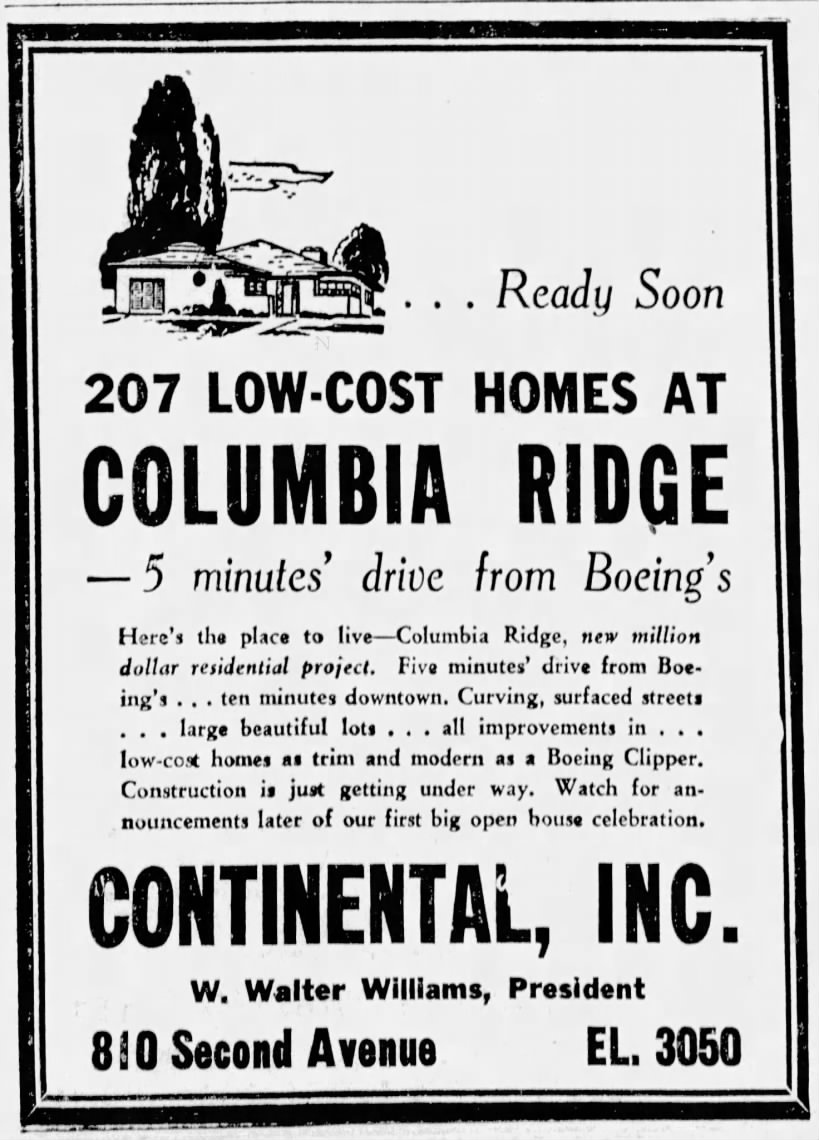 . . . Ready Soon
207 LOW-COST HOMES AT
COLUMBIA RIDGE
— 5 minutes' drive from Boeing's
Here's the place to live—Columbia Ridge, new million
dollar residential project. Five minutes' drive from Boe-
ing's . . . ten minutes downtown. Curving, surfaced streets
. . . large beautiful lots . . . all improvements in . . .
low-cost homes as trim and modern as a Boeing Clipper.
Construction is just getting under way. Watch for an-
nouncements later of our first big open house celebration.
CONTINENTAL, INC.
W. Walter Williams, President
810 Second Avenue EL. 3050